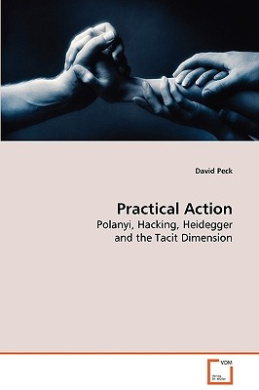 David Peck
Practical Action
Polanyi, Hacking, Heidegger
and the Tacit Dimension
VDM